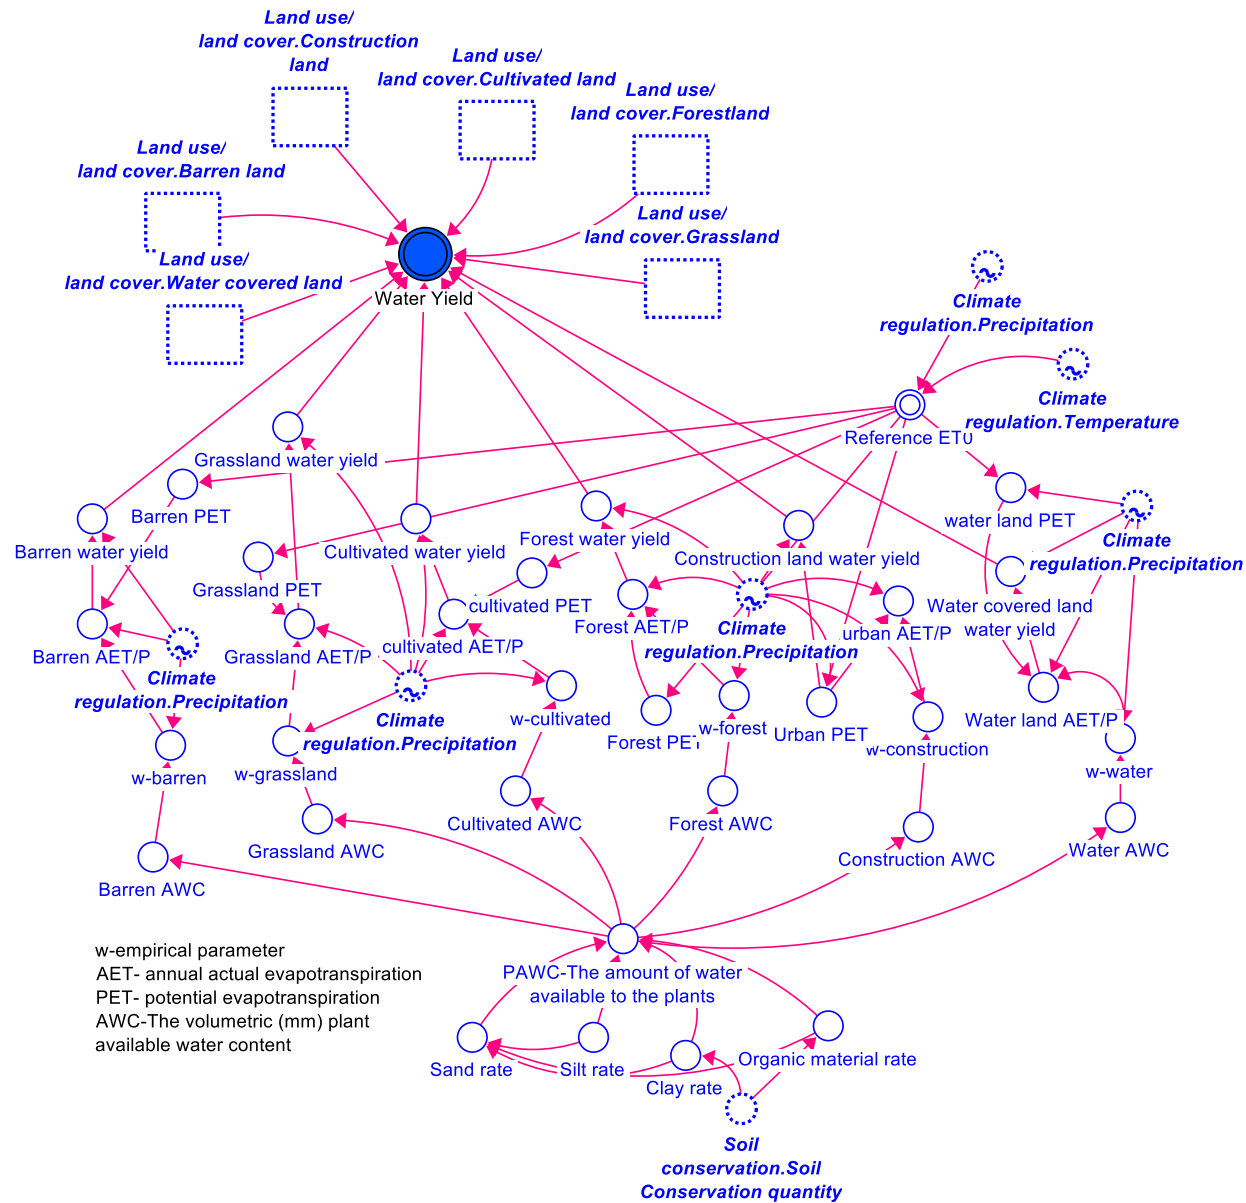 Land use/
land cover.Construction
land
Land use/
land cover.Cultivated land
Land use/
land cover.Forestland
Land use/
land cover.Barren land
Land use/
land cover.Grassland
Land use/
land cover.Water covered land
Water Yield
Climate
regulation.Precipitation
Climate
regulation.Temperature
Reference ET0
Grassland water yield
Barren PET
water land PET
Barren water yield
Cultivated water yield
Forest water yield
Construction land water yield
Climate
regulation.Precipitation
Grassland PET
cultivated PET
Water covered land
water yield
Barren AET/P
Grassland AET/P
cultivated AET/P
Forest AET/P
urban AET/P
Climate
regulation.Precipitation
Climate
regulation.Precipitation
Climate
regulation.Precipitation
w-cultivated
Forest PET
w-forest
Urban PET
w-construction
Water land AET/P
w-barren
w-grassland
w-water
Cultivated AWC
Forest AWC
Grassland AWC
Construction AWC
Water AWC
Barren AWC
w-empirical parameter
AET- annual actual evapotranspiration
PET- potential evapotranspiration
AWC-The volumetric (mm) plant
available water content
PAWC-The amount of water
available to the plants
Sand rate
Silt rate
Clay rate
Organic material rate
Soil
conservation.Soil
Conservation quantity